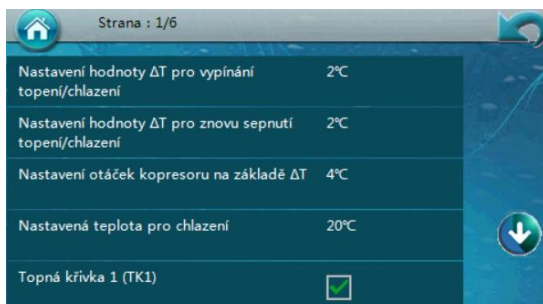 Strana : 1/6
Nastavení hodnoty ΔT pro vypínání
topení/chlazení
2℃
Nastavení hodnoty ΔT pro znovu sepnutí
topení/chlazení
2℃
Nastavení otáček kopresoru na základě ΔT
4℃
Nastavená teplota pro chlazení
20℃
Topná křivka 1 (TK1)